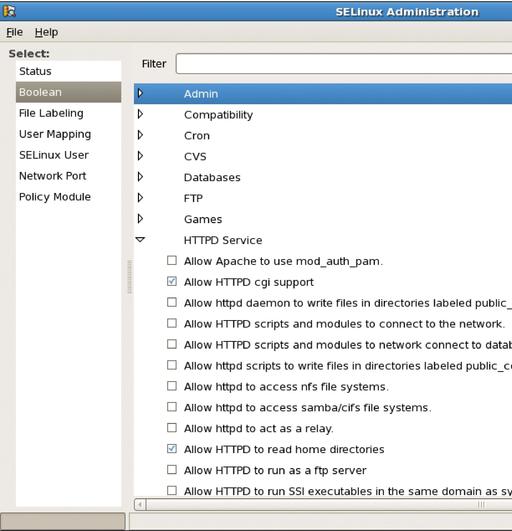 SELinux Administration
File Help
Select:
Status
Boolean
File Labeling
User Mapping
SELinux User
Network Port
Policy Module
Filter
Admin
Compatibility
Cron
CVS
Databases
FTP
Games
HTTPD Service
Allow Apache to use mod_auth_pam.
Allow HTTPD cgi support
Allow httpd daemon to write files in directories labeled public_
Allow HTTPD scripts and modules to connect to the network.
Allow HTTPD scripts and modules to network connect to datab
Allow httpd scripts to write files in directories labeled public_c
Allow httpd to access nfs file systems.
Allow httpd to access samba/cifs file systems.
Allow httpd to act as a relay.
Allow HTTPD to read home directories
Allow HTTPD to run as a ftp server
Allow HTTPD to run SSI executables in the same domain as sy